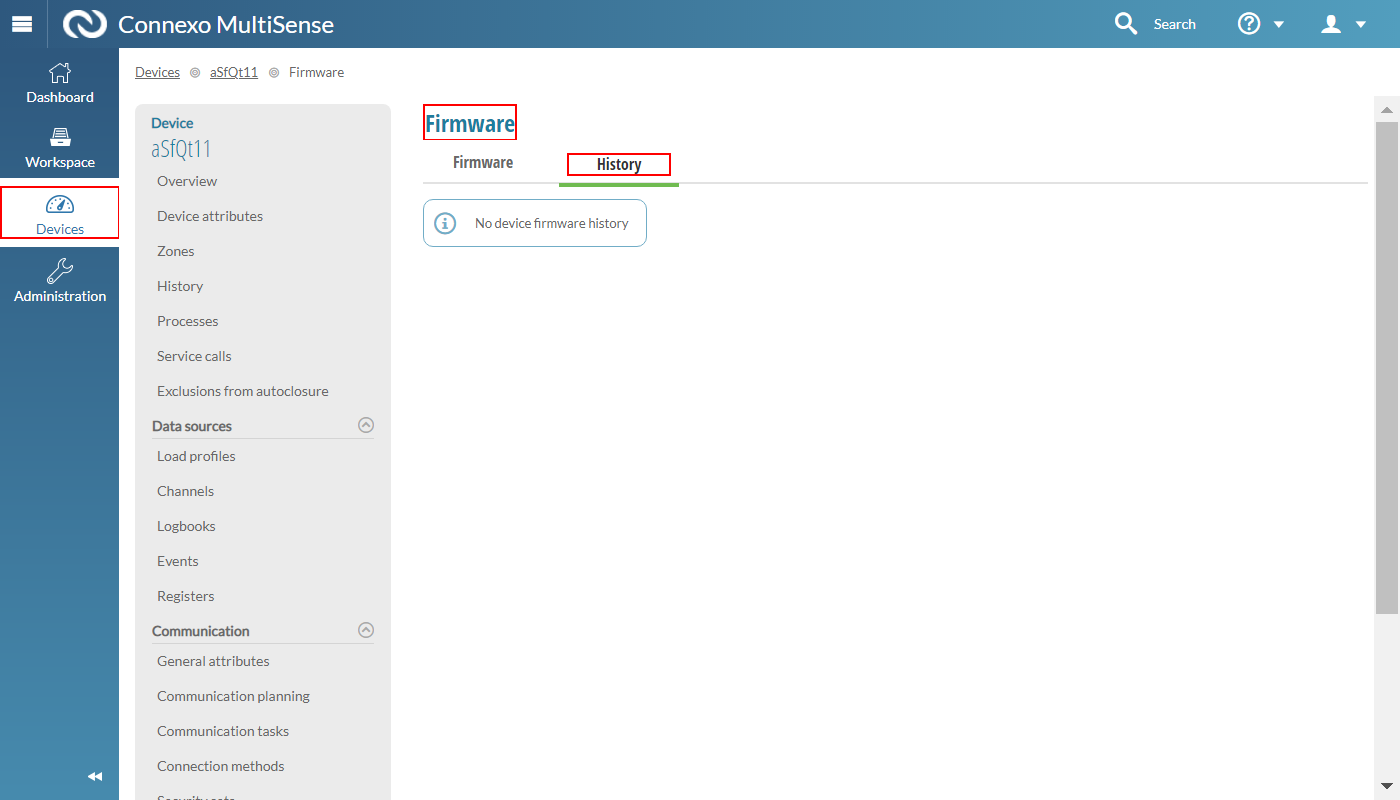 Connexo MultiSense
Search
Dashboard
Workspace
Devices
Administration
Devices aSfQt11 Firmware
Device
aSfQt11
Overview
Device attributes
Zones
History
Processes
Service calls
Exclusions from autoclosure
Data sources
Load profiles
Channels
Logbooks
Events
Registers
Communication
General attributes
Communication planning
Communication tasks
Connection methods
Firmware
Firmware History
No device firmware history